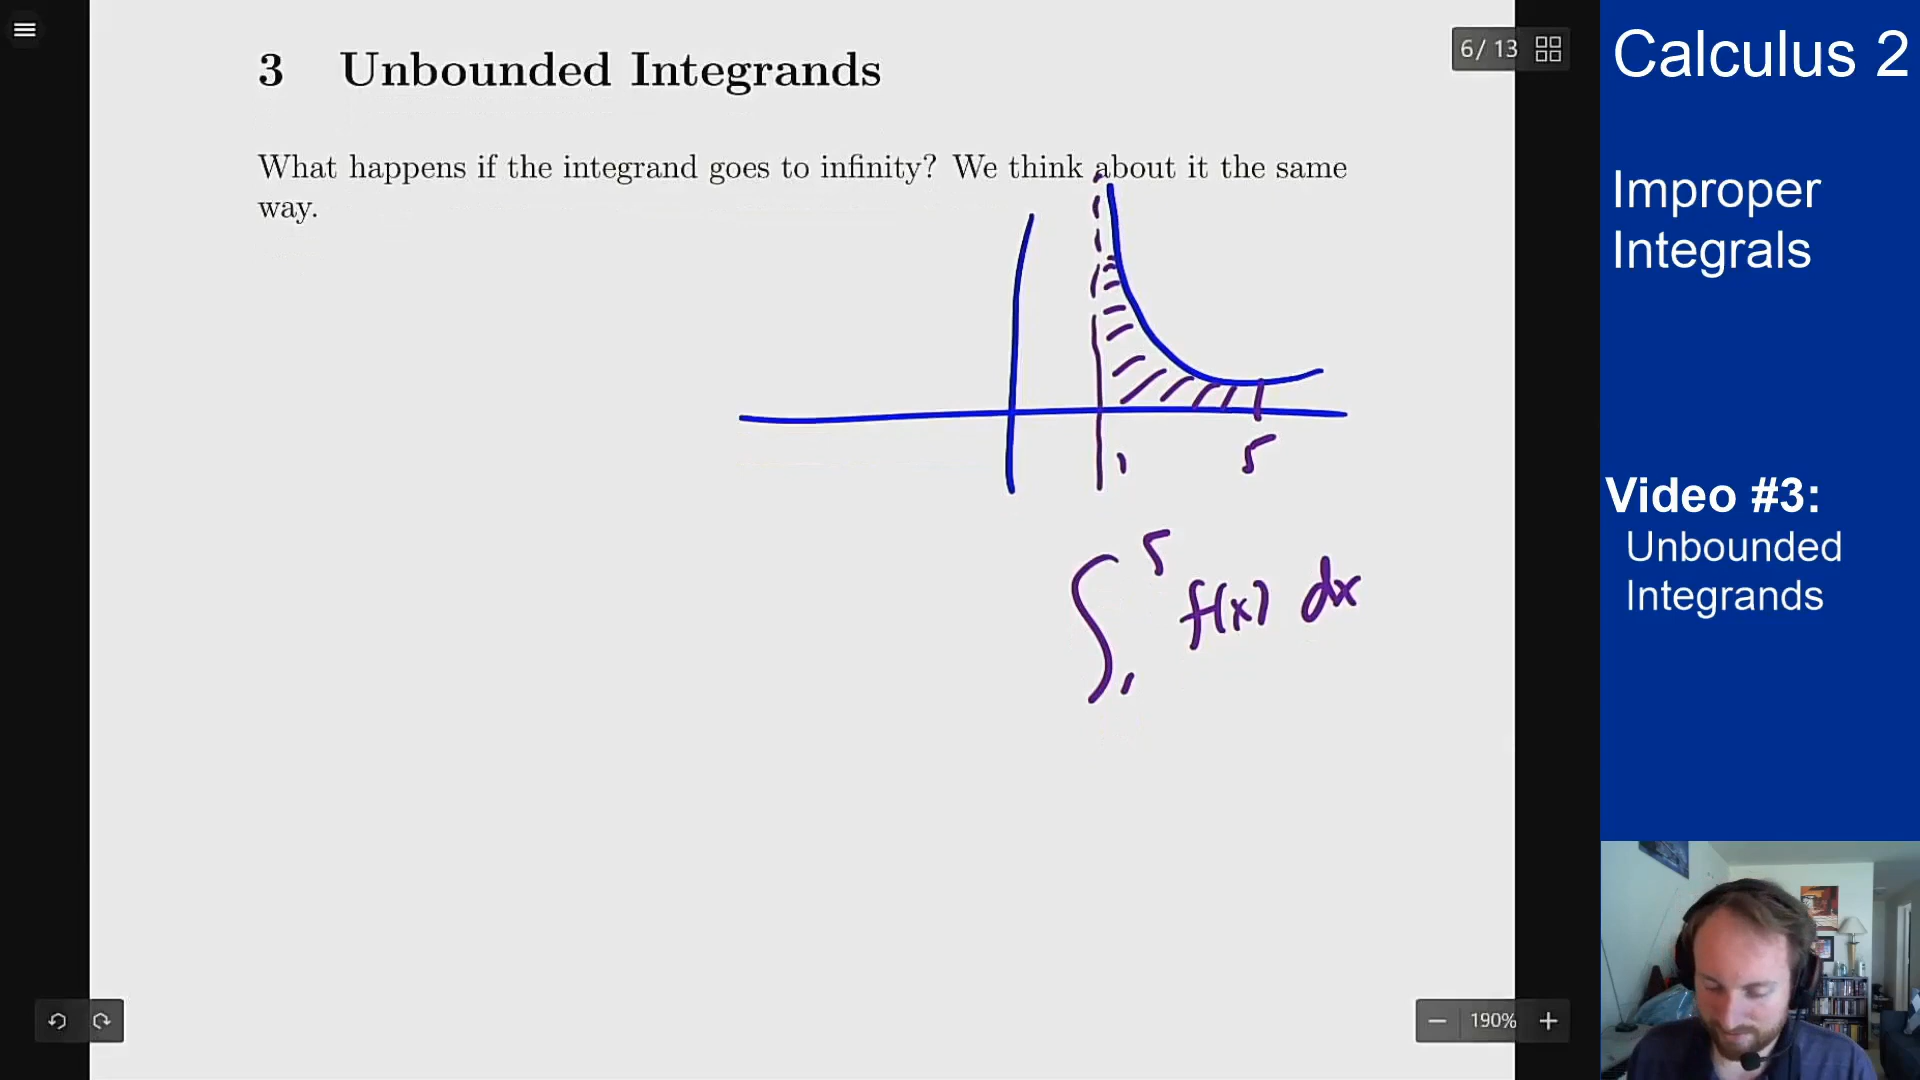 3 Unbounded Integrands
6 / 13
What happens if the integrand goes to infinity? We think about it the same
way.
1 5
∫₁⁵ f(x) dx
190%
Calculus 2
Improper
Integrals
Video #3:
Unbounded
Integrands